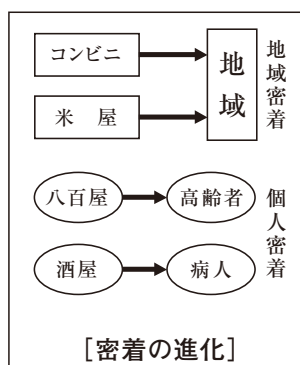 コンビニ
米屋
地域
地域密着
八百屋
高齢者
酒屋
病人
個人密着
[密着の進化]